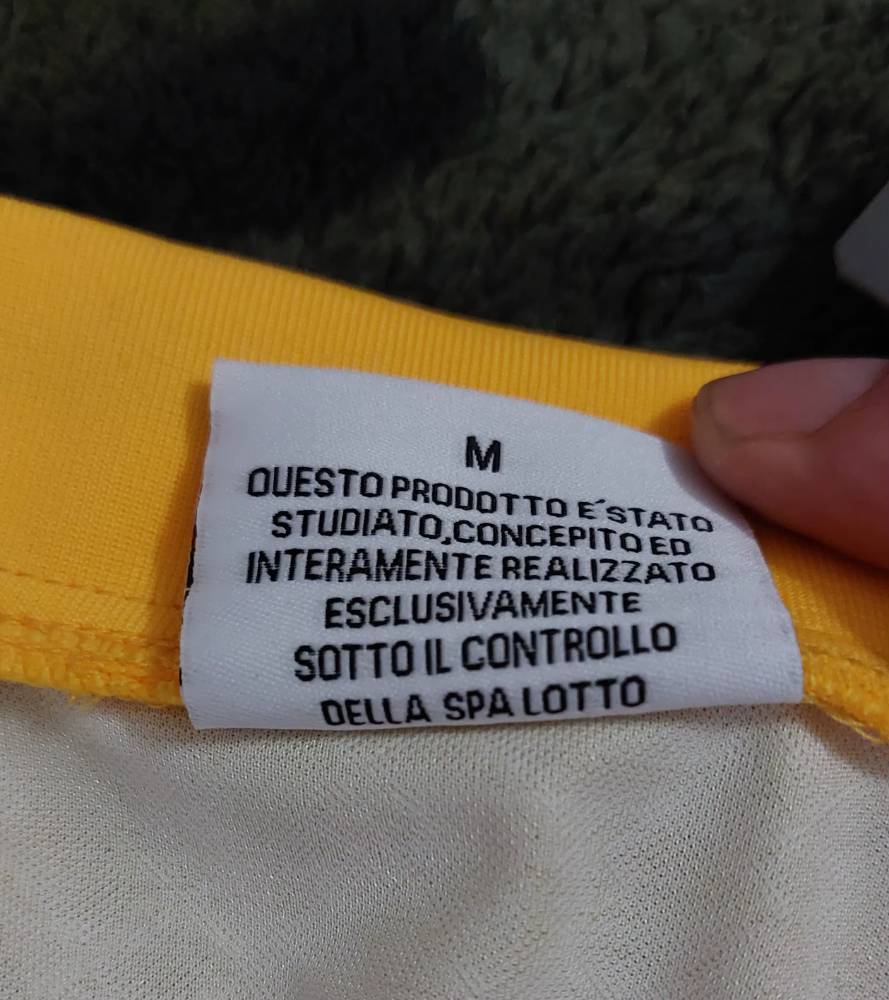 M
QUESTO PRODOTTO E´STATO
STUDIATO,CONCEPITO ED
INTERAMENTE REALIZZATO
ESCLUSIVAMENTE
SOTTO IL CONTROLLO
DELLA SPA LOTTO